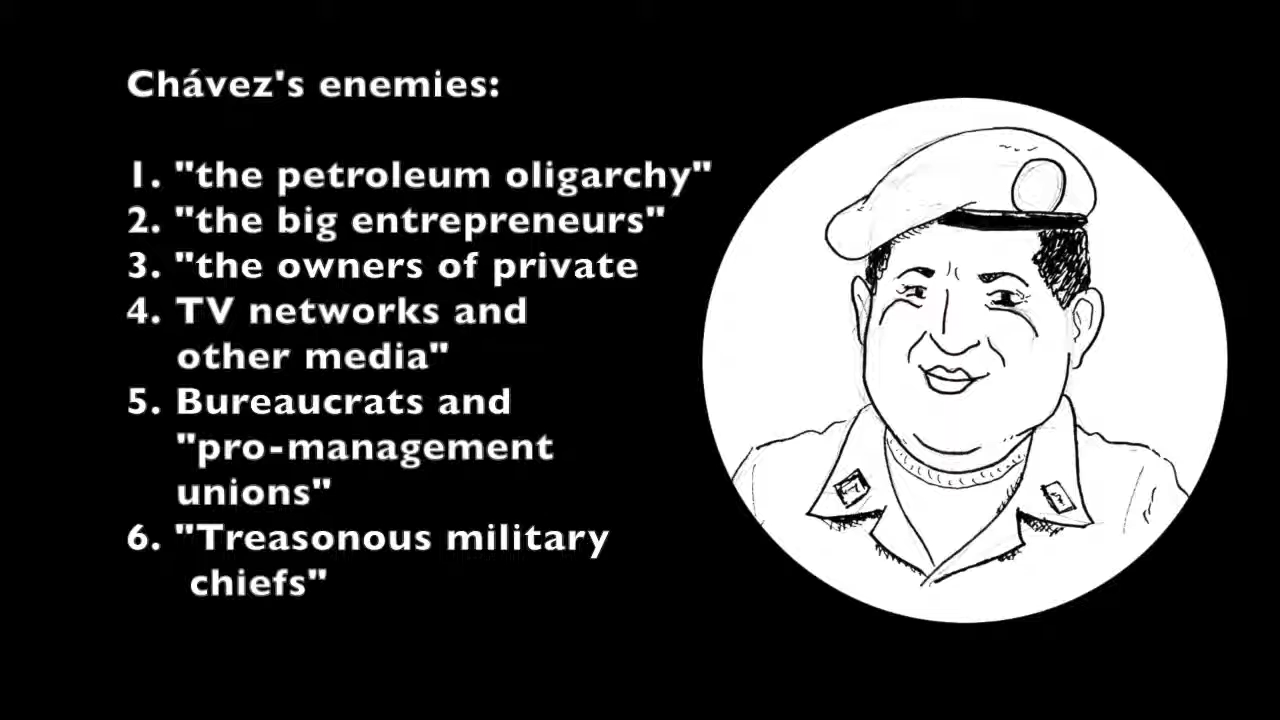 Chávez's enemies:
1. "the petroleum oligarchy"
2. "the big entrepreneurs"
3. "the owners of private
4. TV networks and
other media"
5. Bureaucrats and
"pro-management
unions"
6. "Treasonous military
chiefs"